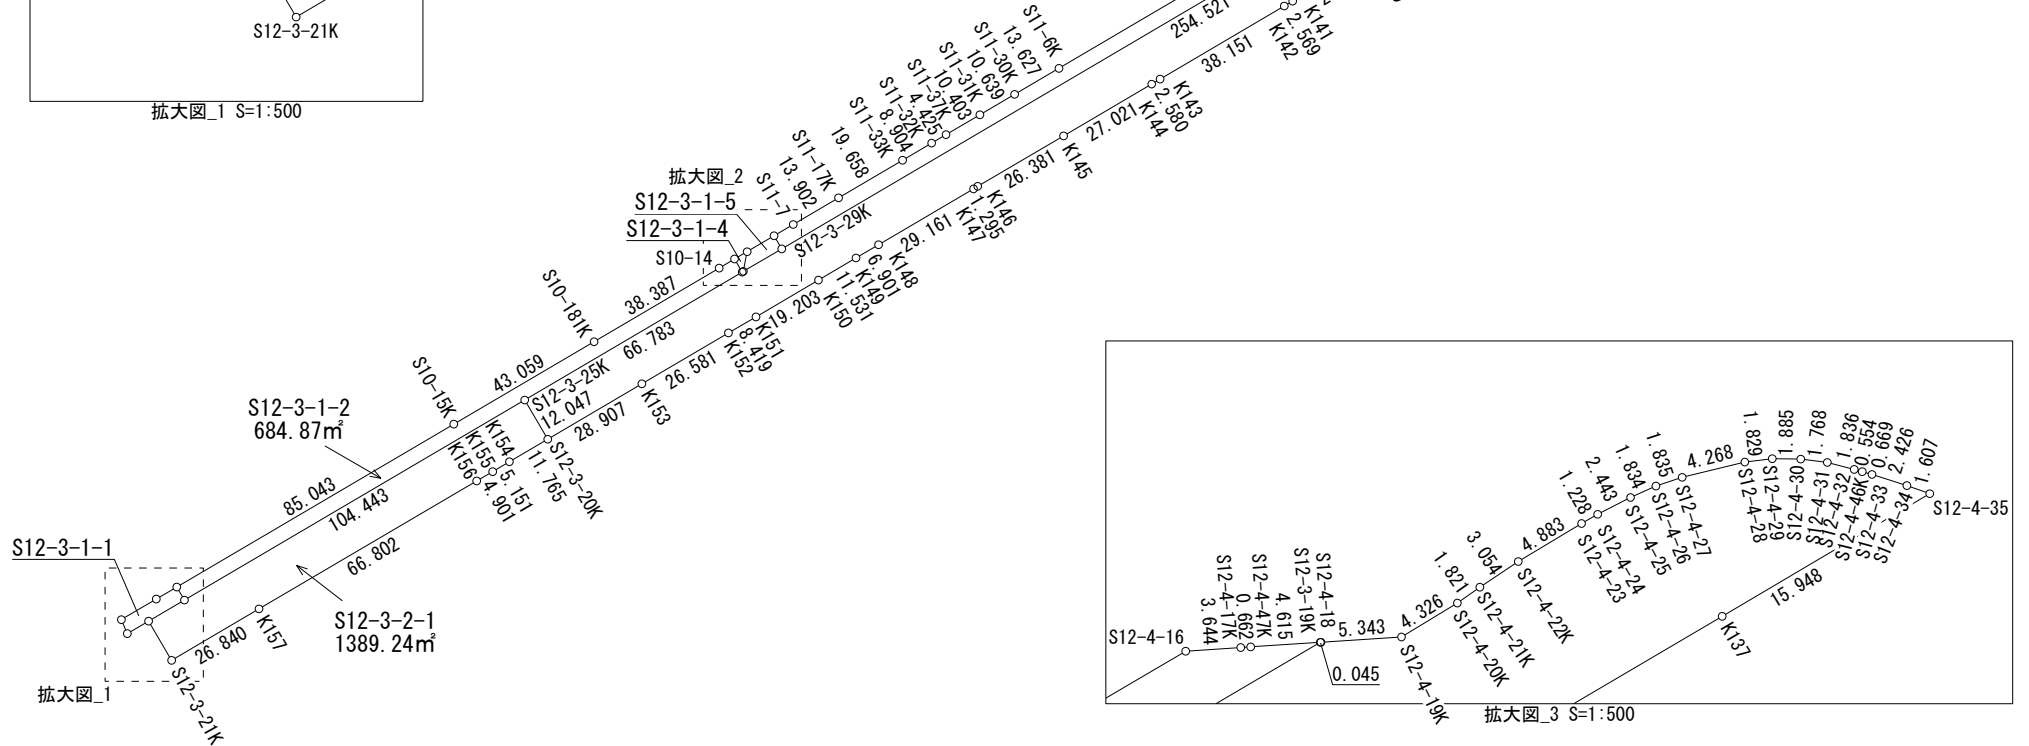 S12-3-21K
拡大図_1 S=1:500
S11-6K
13.627
S11-30K
10.639
S11-31K
10.403
S11-37K
4.425
S11-32K
8.904
S11-33K
19.658
S11-17K
13.902
S11-7
拡大図_2
S12-3-1-5
S12-3-1-4
S10-14
S12-3-29K
254.521
K141
2.569
K142
38.151
K143
2.580
K144
27.021
K145
26.381
K146
1.295
K147
29.161
K148
6.901
K149
11.531
K150
19.203
K151
8.419
K152
26.581
K153
28.907
S10-181K
38.387
66.783
43.059
S10-15K
S12-3-25K
12.047
S12-3-20K
11.765
K154
5.151
K155
4.901
K156
S12-3-1-2
684.87㎡
85.043
104.443
66.802
S12-3-1-1
S12-3-2-1
1389.24㎡
K157
26.840
S12-3-21K
拡大図_1
S12-4-16
3.644
S12-4-17K
0.662
S12-4-47K
4.615
S12-3-19K
S12-4-18
5.343
0.045
S12-4-19K
4.326
S12-4-20K
1.821
S12-4-21K
3.054
S12-4-22K
4.883
S12-4-23
1.228
S12-4-24
2.443
S12-4-25
1.834
S12-4-26
1.835
S12-4-27
4.268
S12-4-28
1.829
S12-4-29
1.885
S12-4-30
1.768
S12-4-31
1.836
S12-4-32
0.554
S12-4-46K
0.669
S12-4-33
2.426
S12-4-34
1.607
S12-4-35
15.948
K137
拡大図_3 S=1:500